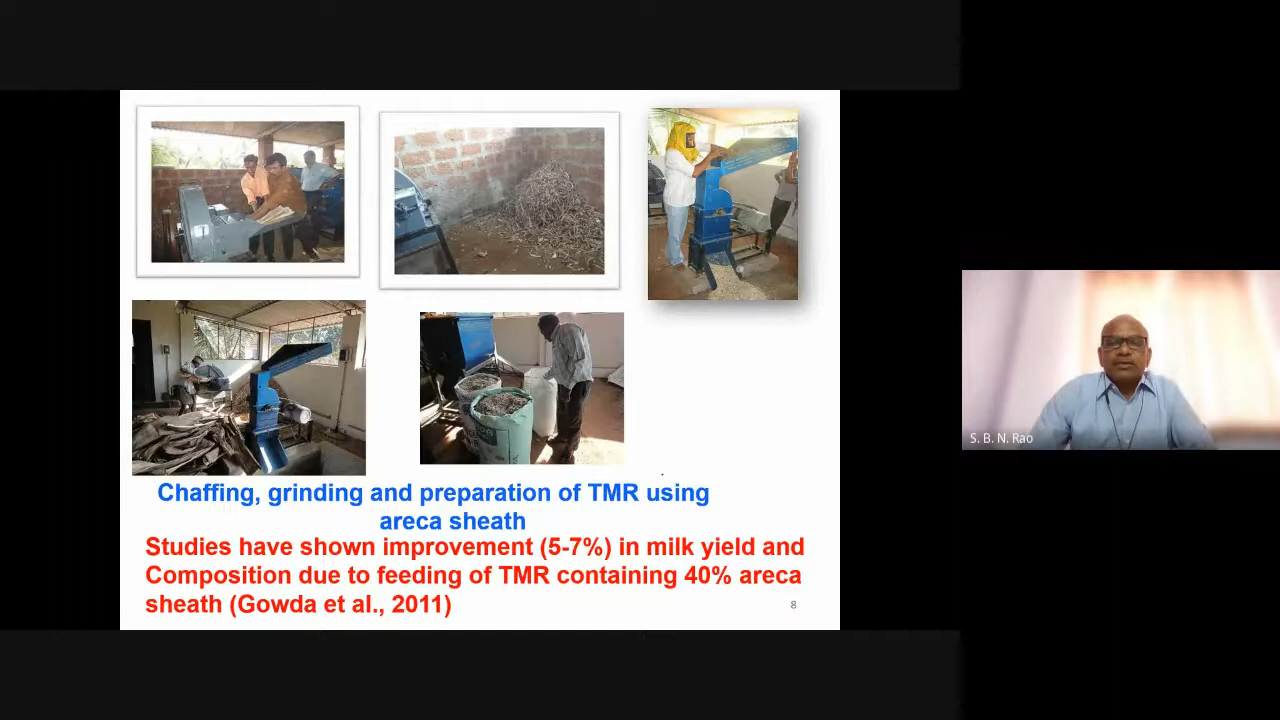 Chaffing, grinding and preparation of TMR using
areca sheath
Studies have shown improvement (5-7%) in milk yield and
Composition due to feeding of TMR containing 40% areca
sheath (Gowda et al., 2011)
8
S. B. N. Rao